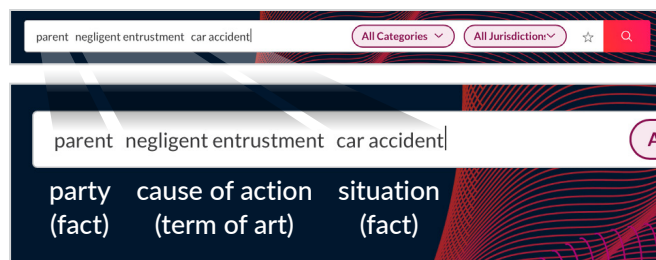 parent negligent entrustment car accident All Categories All Jurisdictions
parent negligent entrustment car accident A
party cause of action situation
(fact) (term of art) (fact)